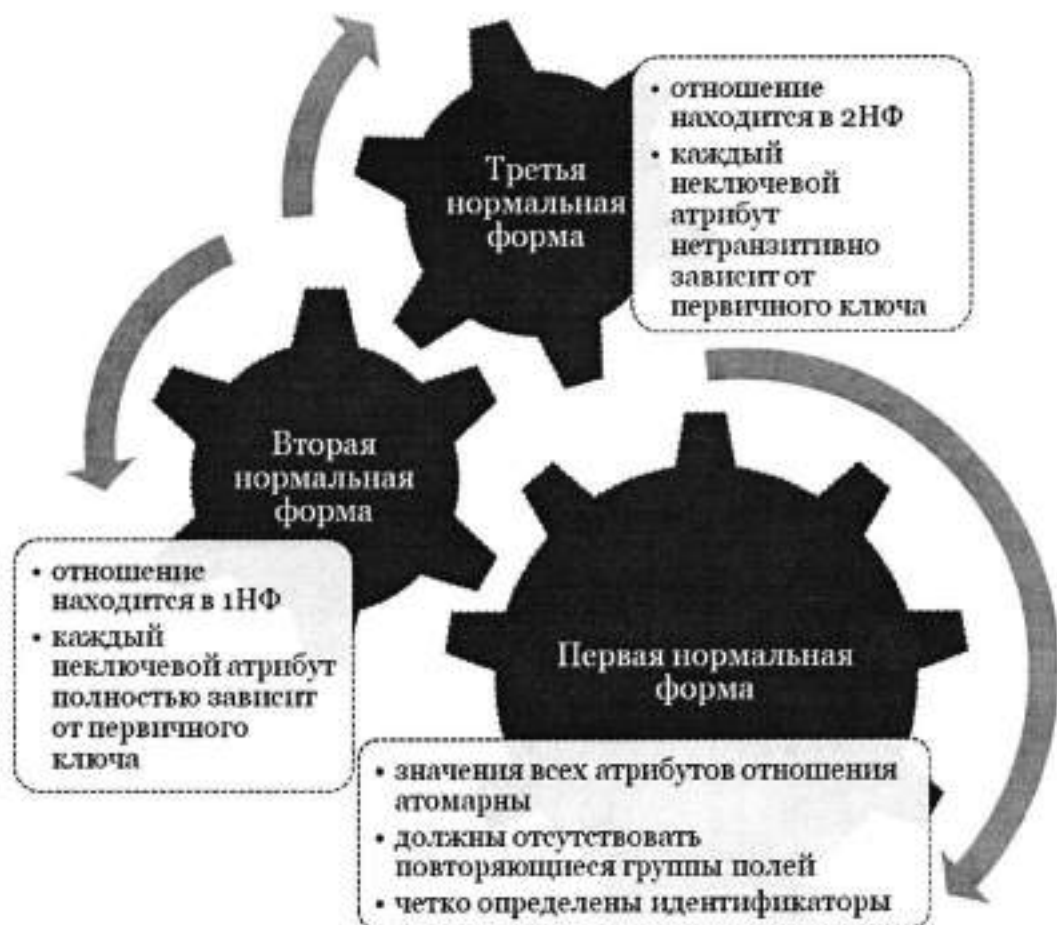 Третья
нормальная
форма
• отношение
находится в 2НФ
• каждый
неключевой
атрибут
нетранзитивно
зависит от
первичного ключа
Вторая
нормальная
форма
• отношение
находится в 1НФ
• каждый
неключевой атрибут
полностью зависит
от первичного
ключа
Первая нормальная
форма
• значения всех атрибутов отношения
атомарны
• должны отсутствовать
повторяющиеся группы полей
• четко определены идентификаторы